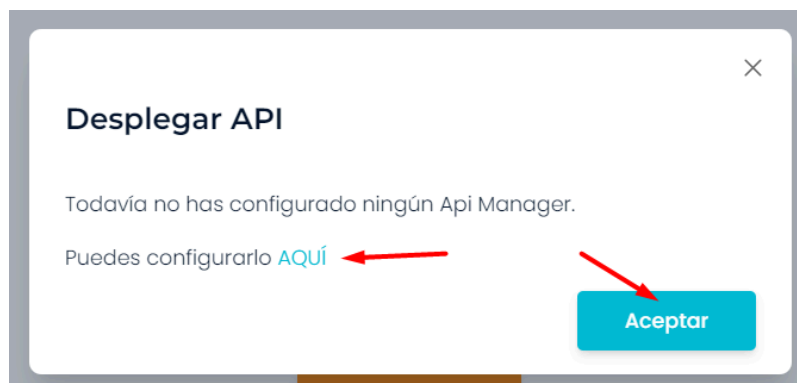 Desplegar API
Todavía no has configurado ningún Api Manager.
Puedes configurarlo AQUÍ
Aceptar